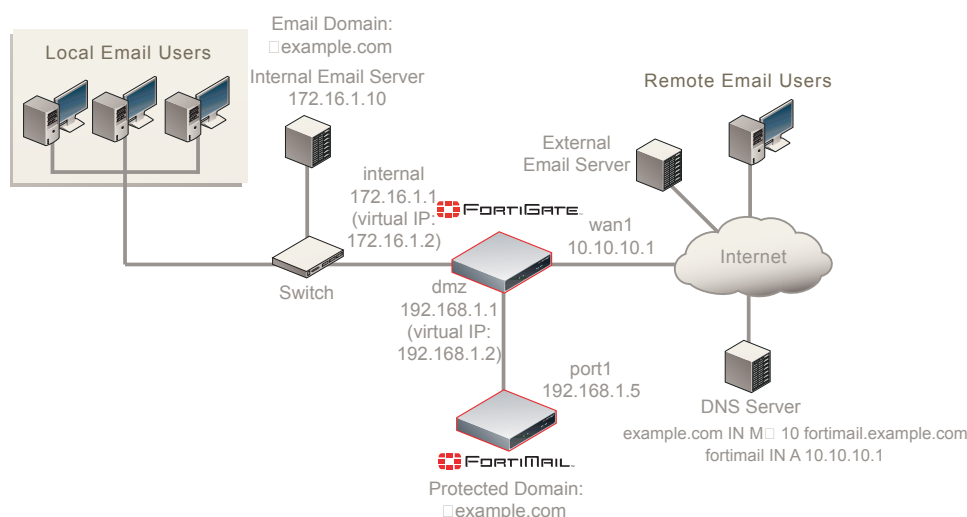 Email Domain:
□example.com
Local Email Users
Internal Email Server
172.16.1.10
Remote Email Users
External
Email Server
internal
172.16.1.1
(virtual IP:
172.16.1.2)
FORTIGATE
wan1
10.10.10.1
Internet
Switch
dmz
192.168.1.1
(virtual IP:
192.168.1.2)
port1
192.168.1.5
DNS Server
example.com IN M□ 10 fortimail.example.com
fortimail IN A 10.10.10.1
FORTIMAIL
Protected Domain:
□example.com